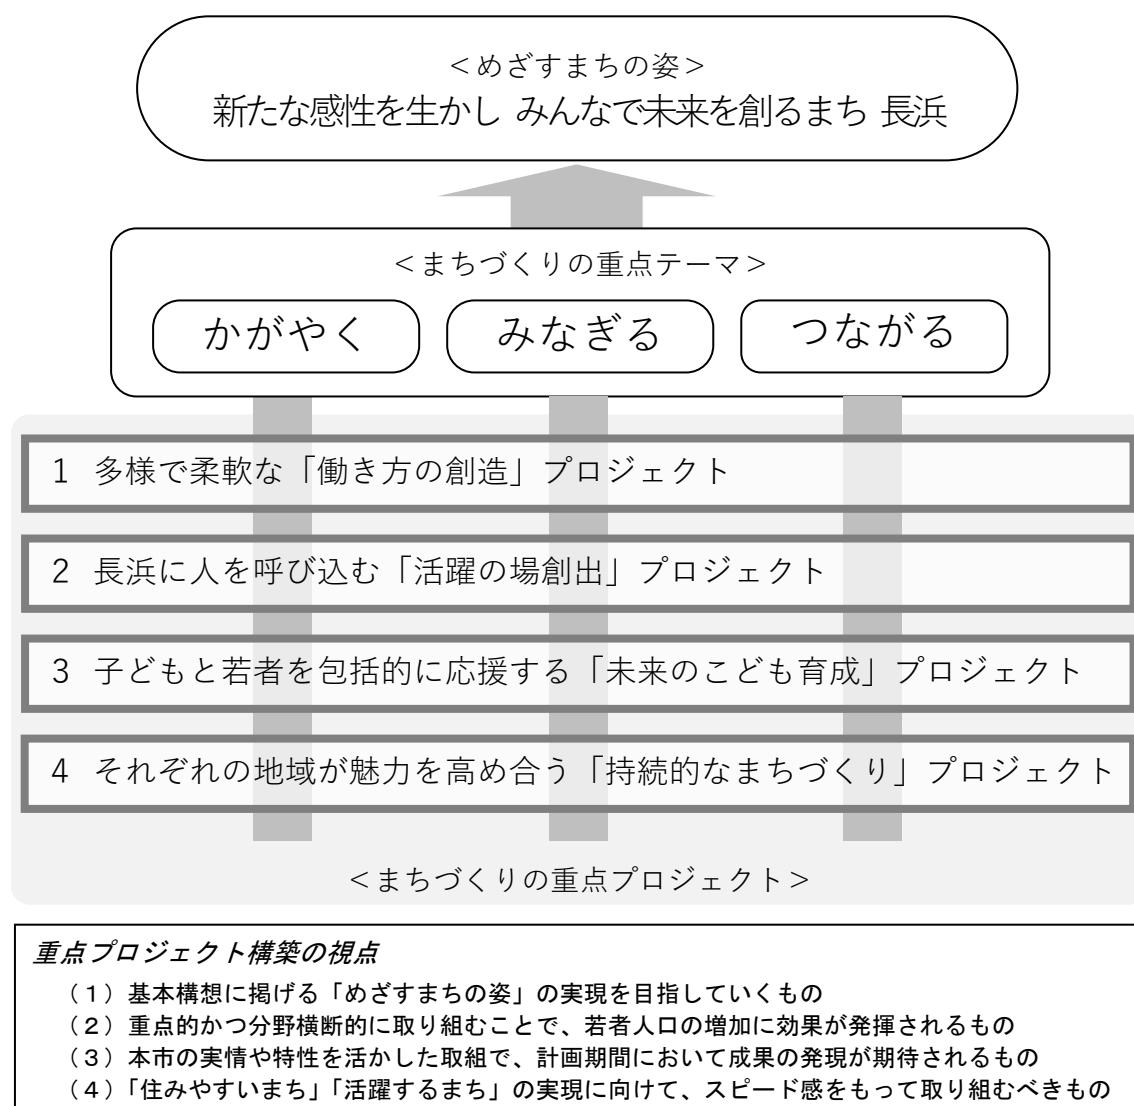 ＜めざすまちの姿＞
新たな感性を生かし みんなで未来を創るまち 長浜
＜まちづくりの重点テーマ＞
かがやく みなぎる つながる
1 多様で柔軟な「働き方の創造」プロジェクト
2 長浜に人を呼び込む「活躍の場創出」プロジェクト
3 子どもと若者を包括的に応援する「未来のこども育成」プロジェクト
4 それぞれの地域が魅力を高め合う「持続的なまちづくり」プロジェクト
＜まちづくりの重点プロジェクト＞
重点プロジェクト構築の視点
（１）基本構想に掲げる「めざすまちの姿」の実現を目指していくもの
（２）重点的かつ分野横断的に取り組むことで、若者人口の増加に効果が発揮されるもの
（３）本市の実情や特性を活かした取組で、計画期間において成果の発現が期待されるもの
（４）「住みやすいまち」「活躍するまち」の実現に向けて、スピード感をもって取り組むべきもの